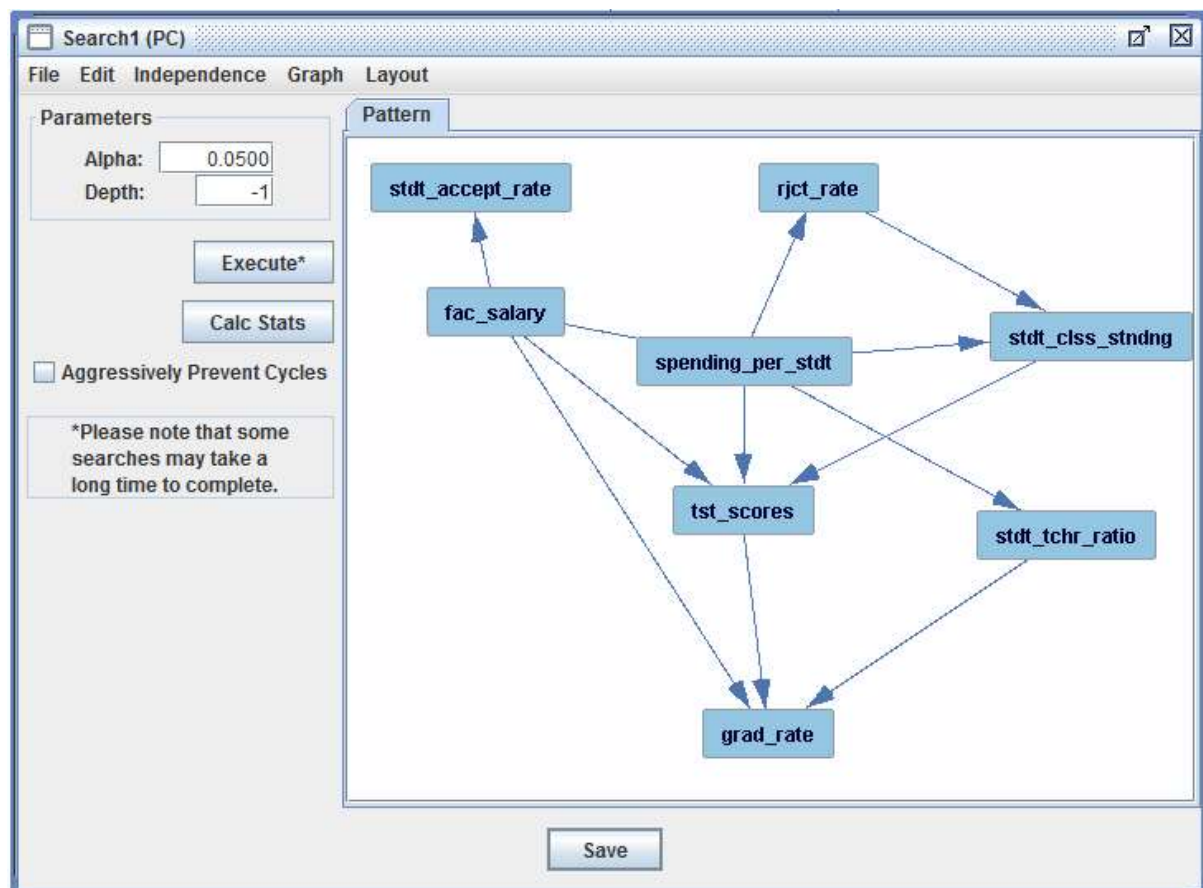 Search1 (PC)
File Edit Independence Graph Layout
Parameters
Alpha: 0.0500
Depth: -1
Execute*
Calc Stats
Aggressively Prevent Cycles
*Please note that some
searches may take a
long time to complete.
Pattern
stdt_accept_rate
rjct_rate
fac_salary
stdt_clss_stndng
spending_per_stdt
tst_scores
stdt_tchr_ratio
grad_rate
Save